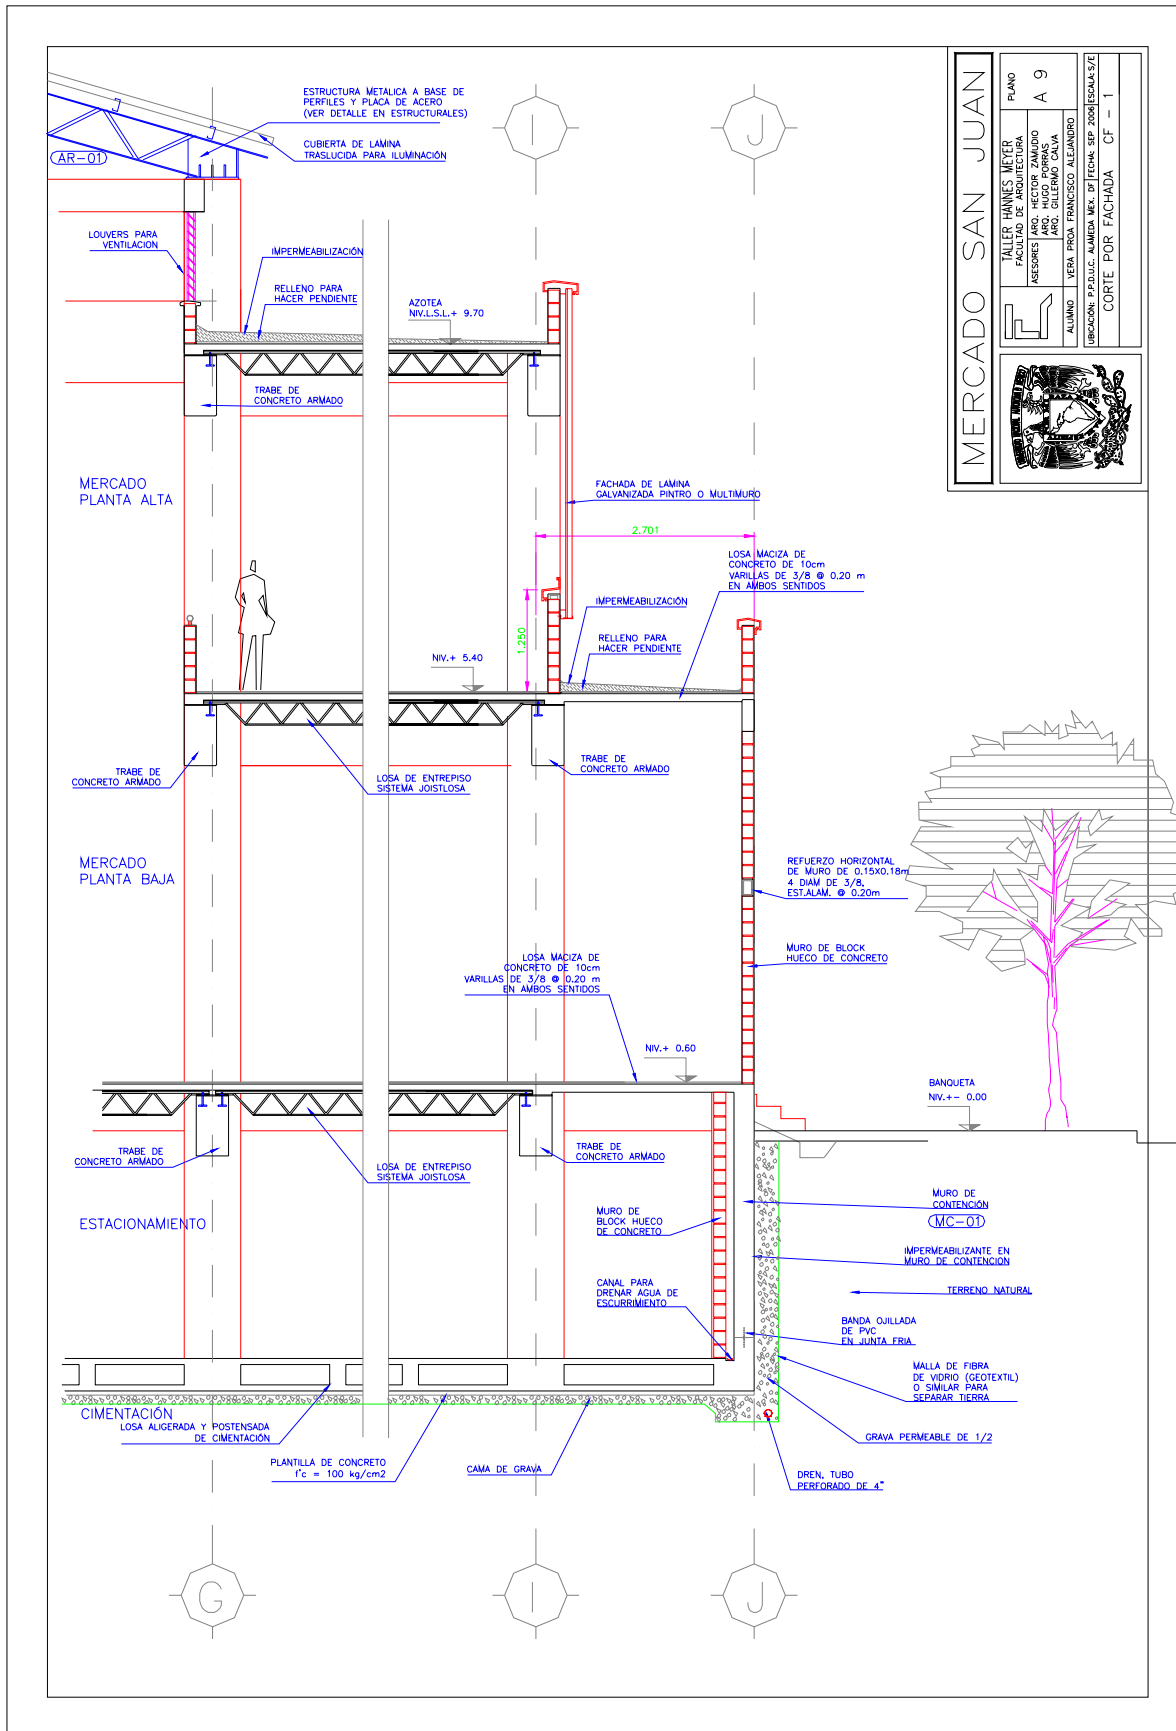 ESTRUCTURA METALICA A BASE DE
PERFILES Y PLACA DE ACERO
(VER DETALLE EN ESTRUCTURALES)
CUBIERTA DE LAMINA
TRASLUCIDA PARA ILUMINACIÓN
AR-01
I
J
LOUVERS PARA
VENTILACION
IMPERMEABILIZACIÓN
RELLENO PARA
HACER PENDIENTE
AZOTEA
NIV.L.S.L.+ 9.70
TRABE DE
CONCRETO ARMADO
MERCADO
PLANTA ALTA
FACHADA DE LAMINA
GALVANIZADA PINTRO O MULTIMURO
2.701
LOSA MACIZA DE
CONCRETO DE 10cm
VARILLAS DE 3/8 @ 0.20 m
EN AMBOS SENTIDOS
IMPERMEABILIZACIÓN
RELLENO PARA
HACER PENDIENTE
1.250
NIV.+ 5.40
TRABE DE
CONCRETO ARMADO
LOSA DE ENTREPISO
SISTEMA JOISTLOSA
TRABE DE
CONCRETO ARMADO
MERCADO
PLANTA BAJA
REFUERZO HORIZONTAL
DE MURO DE 0.15X0.18m
4 DIAM DE 3/8,
EST.ALAM. @ 0.20m
MURO DE BLOCK
HUECO DE CONCRETO
LOSA MACIZA DE
CONCRETO DE 10cm
VARILLAS DE 3/8 @ 0.20 m
EN AMBOS SENTIDOS
NIV.+ 0.60
BANQUETA
NIV.+- 0.00
TRABE DE
CONCRETO ARMADO
LOSA DE ENTREPISO
SISTEMA JOISTLOSA
TRABE DE
CONCRETO ARMADO
ESTACIONAMIENTO
MURO DE
BLOCK HUECO
DE CONCRETO
MURO DE
CONTENCIÓN
MC-01
IMPERMEABILIZANTE EN
MURO DE CONTENCION
CANAL PARA
DRENAR AGUA DE
ESCURRIMIENTO
TERRENO NATURAL
BANDA OJILLADA
DE PVC
EN JUNTA FRIA
MALLA DE FIBRA
DE VIDRIO (GEOTEXTIL)
O SIMILAR PARA
SEPARAR TIERRA
CIMENTACIÓN
LOSA ALIGERADA Y POSTENSADA
DE CIMENTACIÓN
GRAVA PERMEABLE DE 1/2
PLANTILLA DE CONCRETO
f'c = 100 kg/cm2
CAMA DE GRAVA
DREN, TUBO
PERFORADO DE 4"
G
I
J
MERCADO SAN JUAN
TALLER HANNES MEYER
FACULTAD DE ARQUITECTURA
PLANO
A 9
ASESORES
ARQ. HECTOR ZAMUDIO
ARQ. HUGO PORRAS
ARQ. GILLERMO CALVA
ALUMNO VERA PROA FRANCISCO ALEJANDRO
UBICACIÓN: P.P.D.U.C. ALAMEDA MEX. DF FECHA: SEP 2006 ESCALA: S/E
CORTE POR FACHADA CF - 1